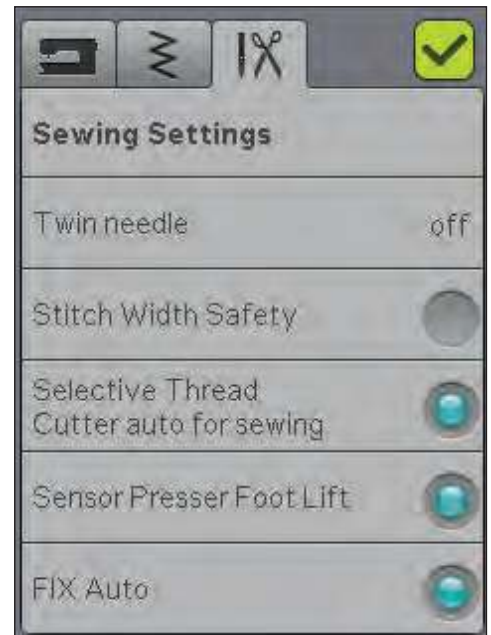 Sewing Settings
Twin needle off
Stitch Width Safety
Selective Thread
Cutter auto for sewing
Sensor Presser Foot Lift
FIX Auto